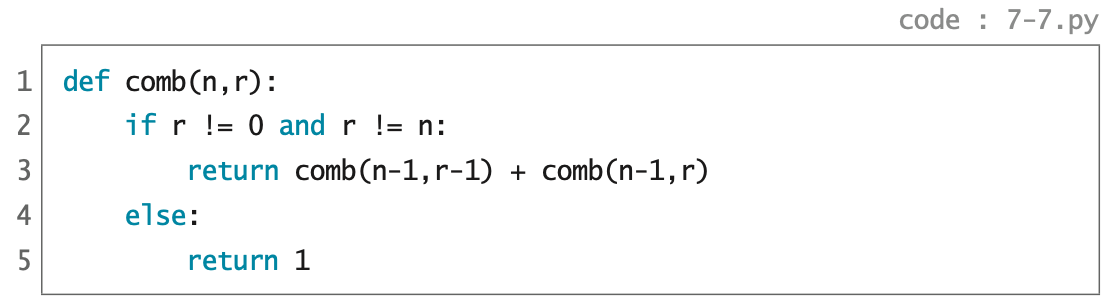 code : 7-7.py
1 def comb(n,r):
2     if r != 0 and r != n:
3         return comb(n-1,r-1) + comb(n-1,r)
4     else:
5         return 1